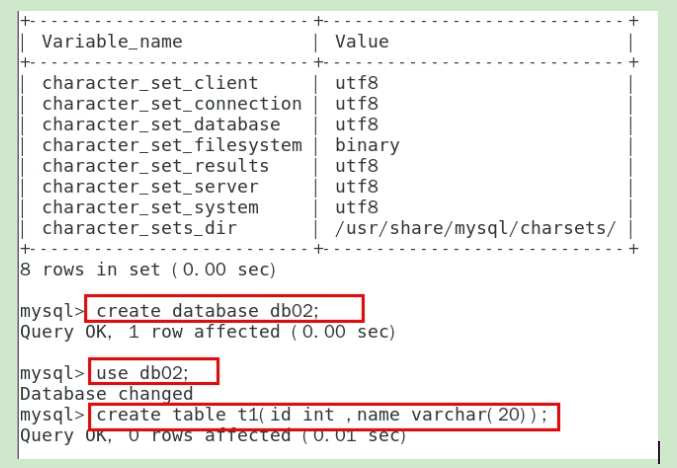 +----------------------------+----------------------------+
| Variable_name | Value |
+----------------------------+----------------------------+
| character_set_client | utf8 |
| character_set_connection | utf8 |
| character_set_database | utf8 |
| character_set_filesystem | binary |
| character_set_results | utf8 |
| character_set_server | utf8 |
| character_set_system | utf8 |
| character_sets_dir | /usr/share/mysql/charsets/ |
+----------------------------+----------------------------+
8 rows in set (0.00 sec)
mysql> create database db02;
Query OK, 1 row affected (0.00 sec)
mysql> use db02;
Database changed
mysql> create table t1(id int ,name varchar(20));
Query OK, 0 rows affected (0.01 sec)